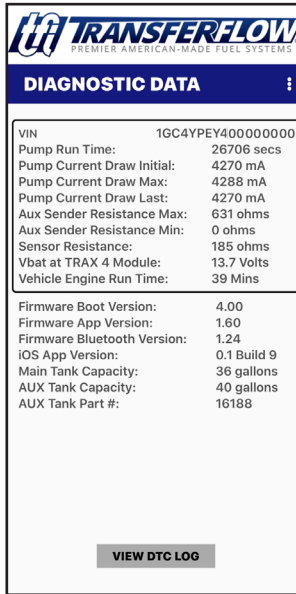 tfi TRANSFERFLOW
PREMIER AMERICAN-MADE FUEL SYSTEMS
DIAGNOSTIC DATA
VIN 1GC4YPEY400000000
Pump Run Time: 26706 secs
Pump Current Draw Initial: 4270 mA
Pump Current Draw Max: 4288 mA
Pump Current Draw Last: 4270 mA
Aux Sender Resistance Max: 631 ohms
Aux Sender Resistance Min: 0 ohms
Sensor Resistance: 185 ohms
Vbat at TRAX 4 Module: 13.7 Volts
Vehicle Engine Run Time: 39 Mins
Firmware Boot Version: 4.00
Firmware App Version: 1.60
Firmware Bluetooth Version: 1.24
iOS App Version: 0.1 Build 9
Main Tank Capacity: 36 gallons
AUX Tank Capacity: 40 gallons
AUX Tank Part #: 16188
VIEW DTC LOG